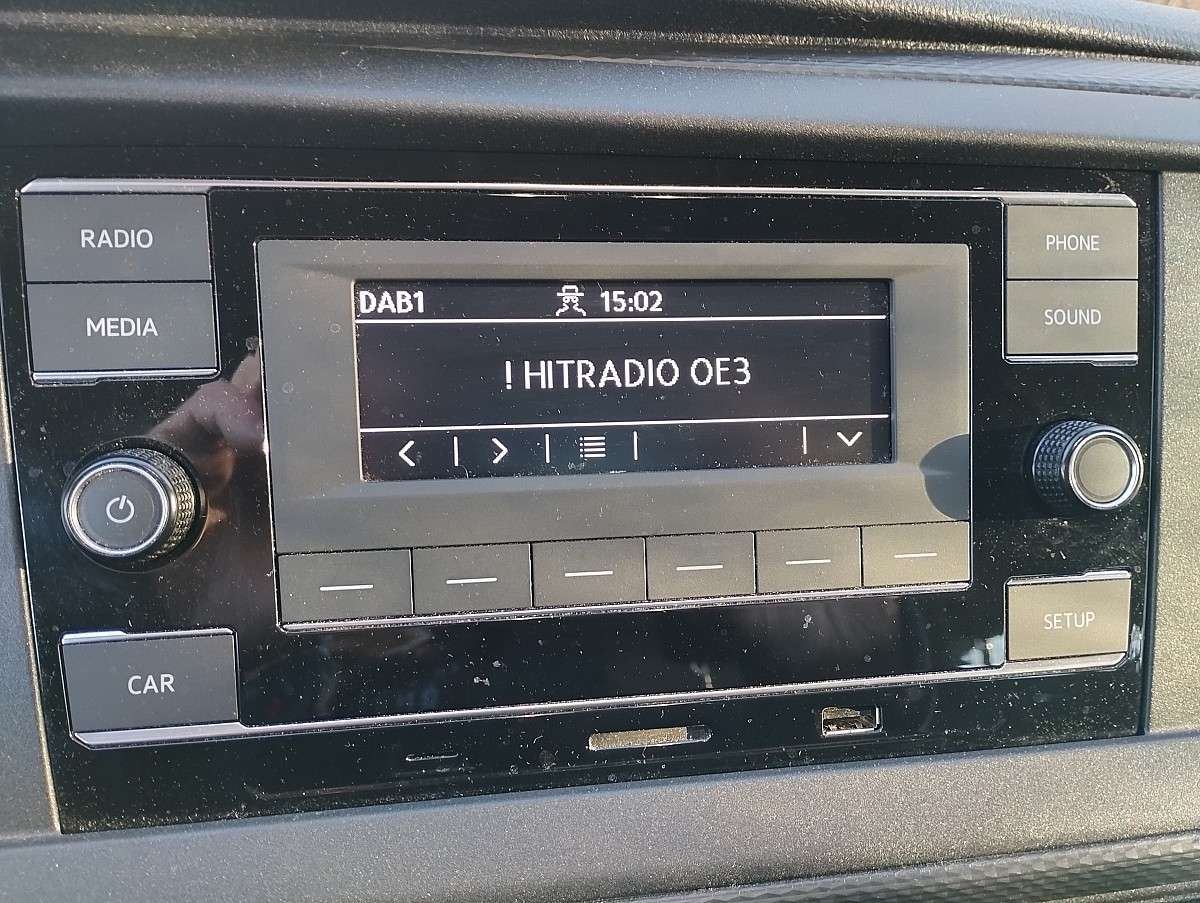 RADIO
MEDIA
DAB1 15:02
! HITRADIO OE3
PHONE
SOUND
CAR
SETUP